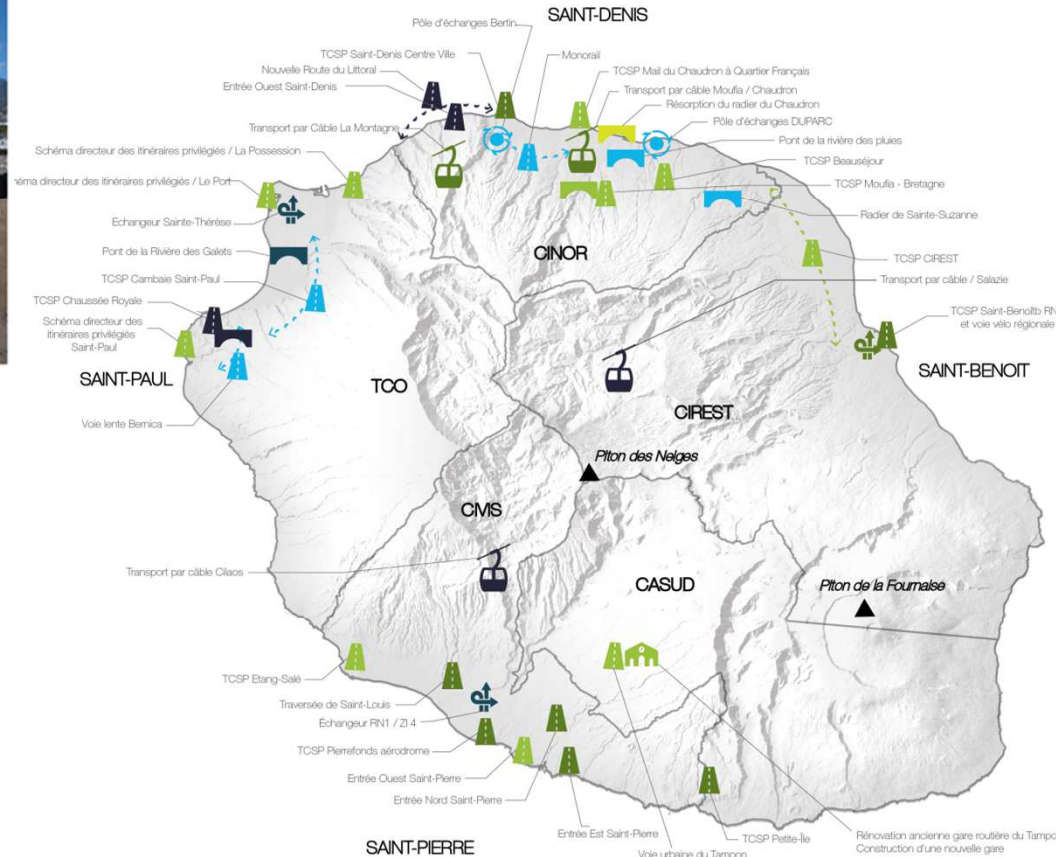 SAINT-DENIS
Pôle d'échanges Bertin
TCSP Saint-Denis Centre Ville
Monorail
Nouvelle Route du Littoral
TCSP Mail du Chaudron à Quartier Français
Entrée Ouest Saint-Denis
Transport par câble Moufia / Chaudron
Résorption du radier du Chaudron
Transport par Câble La Montagne
Pôle d'échanges DUPARC
Pont de la rivière des pluies
Schéma directeur des itinéraires privilégiés / La Possession
TCSP Beauséjour
éma directeur des itinéraires privilégiés / Le Port
TCSP Moufia - Bretagne
Echangeur Sainte-Thérèse
Radier de Sainte-Suzanne
Pont de la Rivière des Galets
CINOR
TCSP CIREST
TCSP Cambaie Saint-Paul
Transport par câble / Salazie
TCSP Chaussée Royale
TCSP Saint-Benoîtb RN
et voie vélo régionale
Schéma directeur des
itinéraires privilégiés
Saint-Paul
SAINT-PAUL
TCO
SAINT-BENOIT
CIREST
Voie lente Bernica
Piton des Neiges
CIVIS
Transport par câble Cilaos
CASUD
Piton de la Fournaise
TCSP Etang-Salé
Traversée de Saint-Louis
Échangeur RN1 / ZI 4
TCSP Pierrefonds aérodrome
Entrée Ouest Saint-Pierre
Entrée Nord Saint-Pierre
Entrée Est Saint-Pierre
TCSP Petite-Île
Rénovation ancienne gare routière du Tampo
Construction d'une nouvelle gare
SAINT-PIERRE
Voie urbaine du Tampon